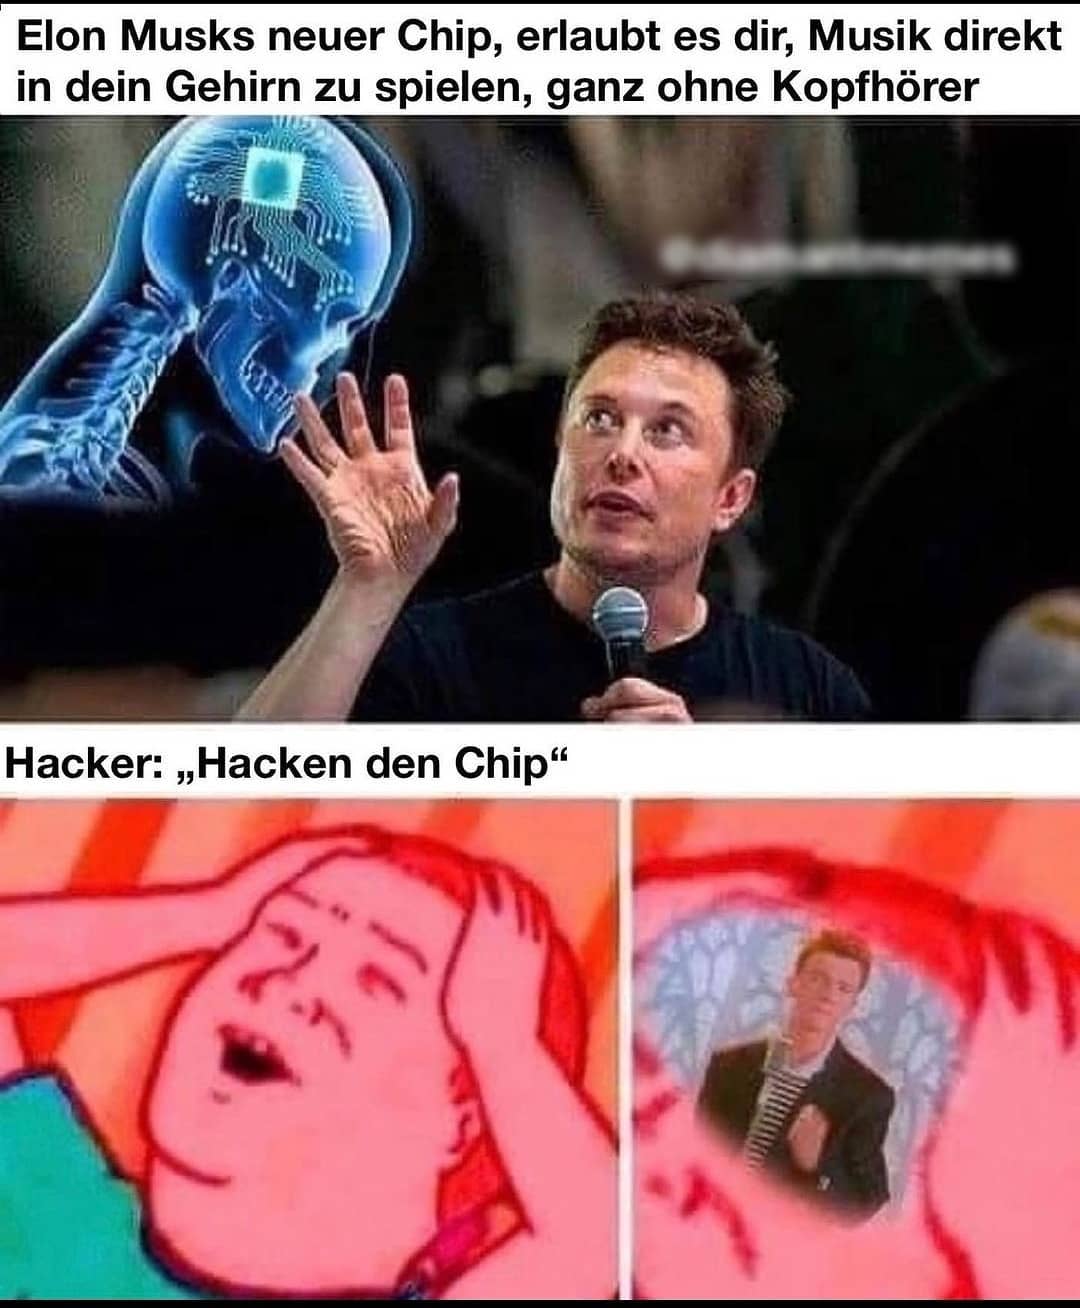 Elon Musks neuer Chip, erlaubt es dir, Musik direkt
in dein Gehirn zu spielen, ganz ohne Kopfhörer
Hacker: „Hacken den Chip“